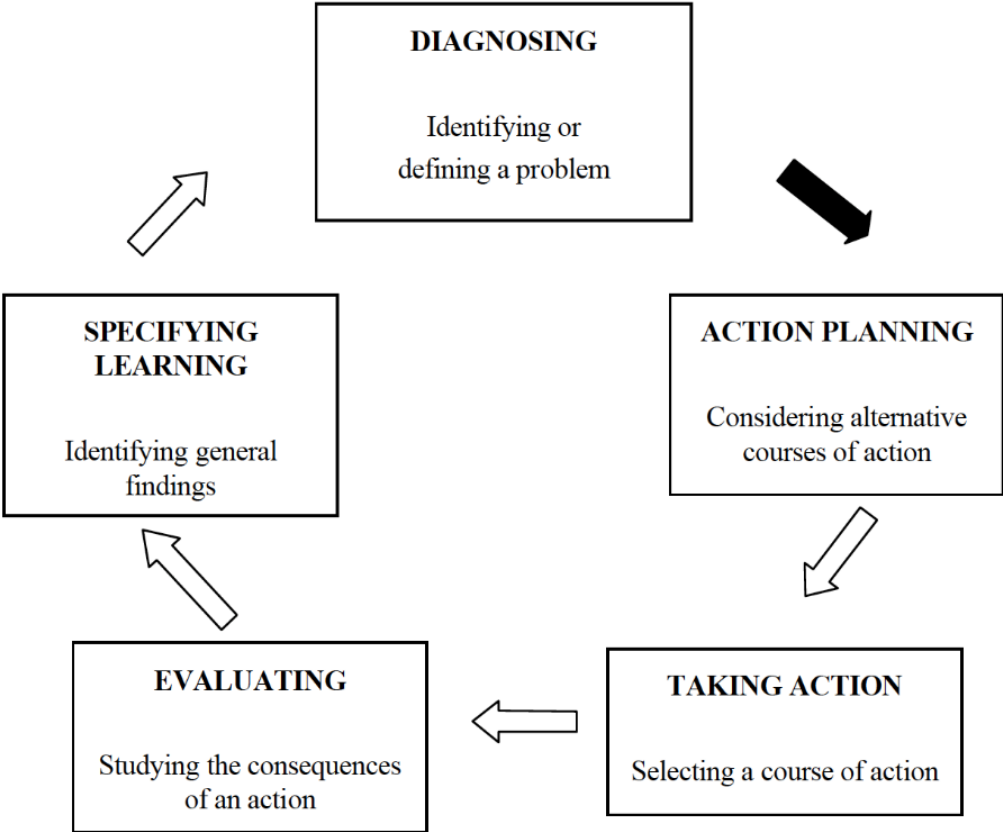 DIAGNOSING
Identifying or
defining a problem
SPECIFYING
LEARNING
Identifying general
findings
ACTION PLANNING
Considering alternative
courses of action
EVALUATING
Studying the consequences
of an action
TAKING ACTION
Selecting a course of action